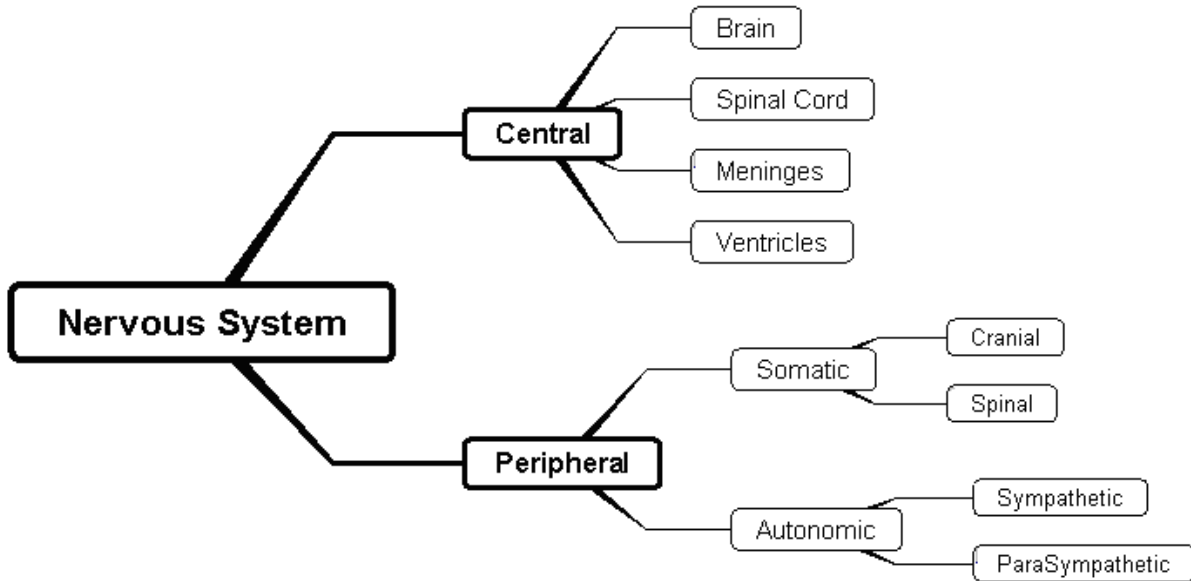 Brain
Spinal Cord
Central
Meninges
Ventricles
Nervous System
Cranial
Somatic
Spinal
Peripheral
Sympathetic
Autonomic
ParaSympathetic